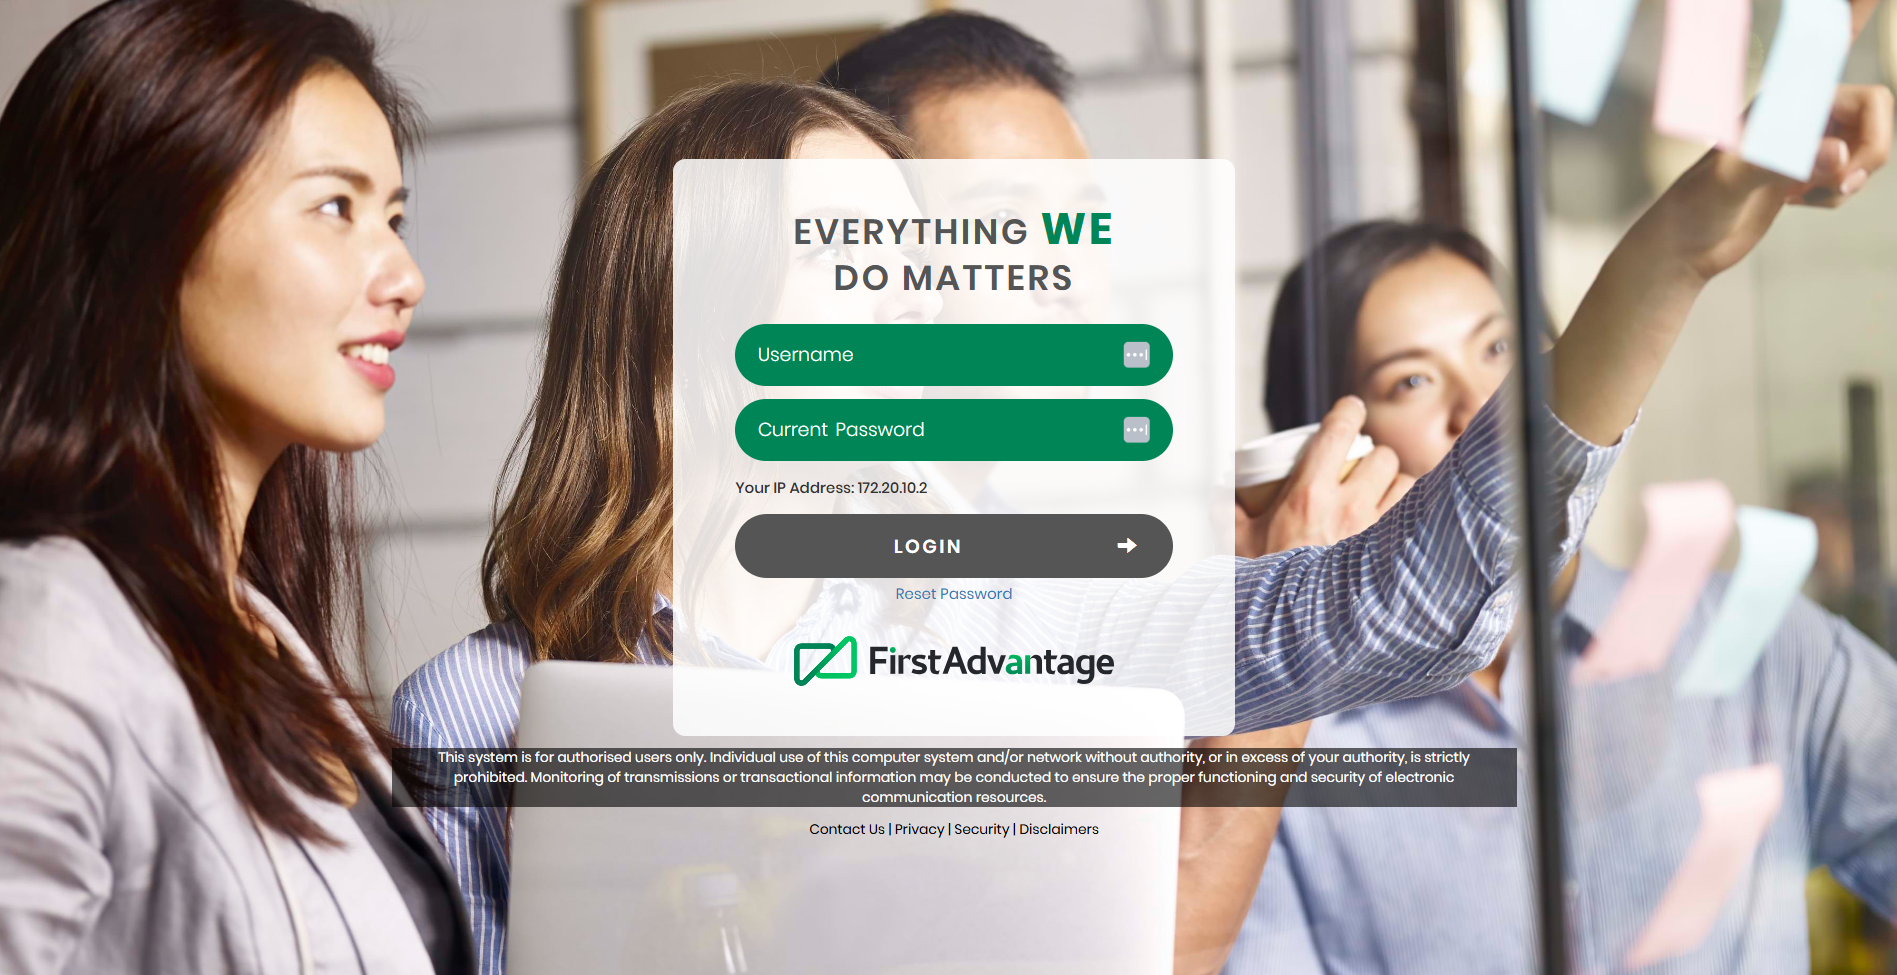 EVERYTHING WE
DO MATTERS
Username
Current Password
Your IP Address: 172.20.10.2
LOGIN
Reset Password
FirstAdvantage
This system is for authorised users only. Individual use of this computer system and/or network without authority, or in excess of your authority, is strictly
prohibited. Monitoring of transmissions or transactional information may be conducted to ensure the proper functioning and security of electronic
communication resources.
Contact Us | Privacy | Security | Disclaimers